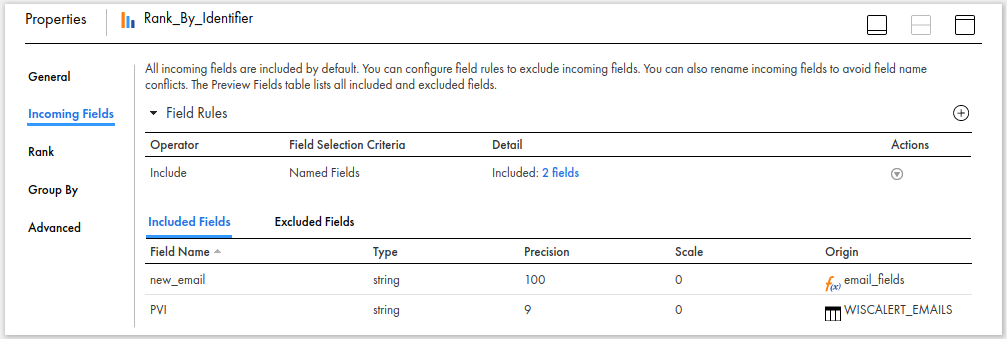 Properties
Rank_By_Identifier
General
Incoming Fields
Rank
Group By
Advanced
All incoming fields are included by default. You can configure field rules to exclude incoming fields. You can also rename incoming fields to avoid field name
conflicts. The Preview Fields table lists all included and excluded fields.
Field Rules
Operator Field Selection Criteria Detail Actions
Include Named Fields Included: 2 fields
Included Fields Excluded Fields
Field Name Type Precision Scale Origin
new_email string 100 0 f(x) email_fields
PVI string 9 0 WISCALERT_EMAILS